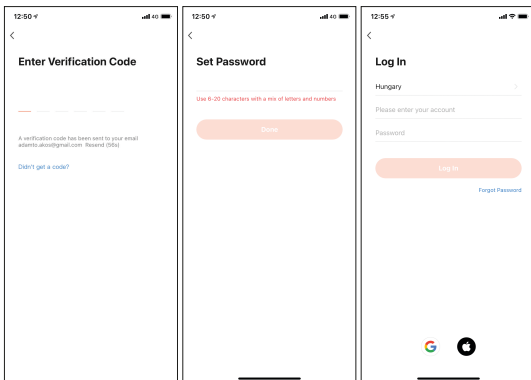 12:50
4G
Enter Verification Code
A verification code has been sent to your email
adamto.akos@gmail.com Resend (56s)
Didn't get a code?
12:50
4G
Set Password
Use 6-20 characters with a mix of letters and numbers
Done
12:55
Log In
Hungary
Please enter your account
Password
Log In
Forgot Password